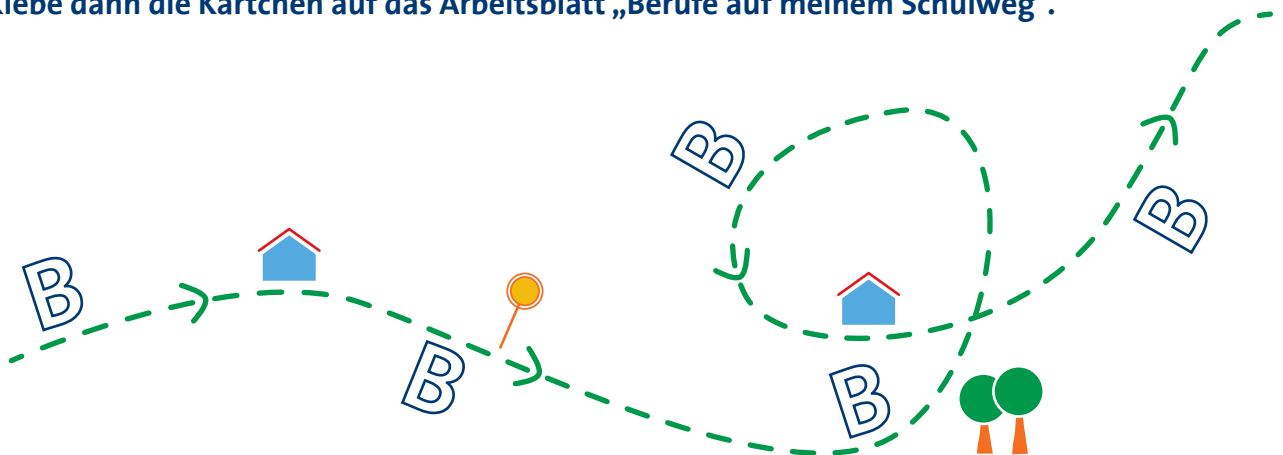 Klebe dann die Kärtchen auf das Arbeitsblatt „Berufe auf meinem Schulweg“.
B
B
B
B
B